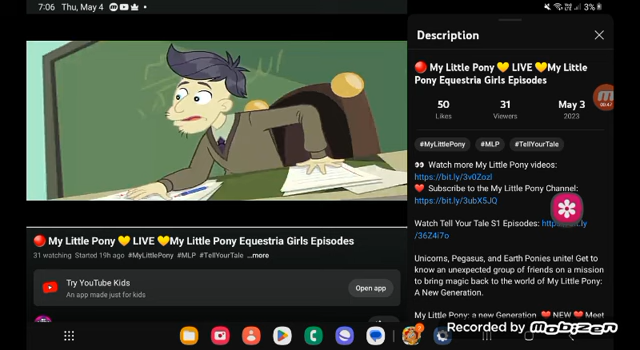 7:06 Thu, May 4
3%
Description
🔴 My Little Pony 💛 LIVE 💛My Little
Pony Equestria Girls Episodes
50 31 May 3
Likes Viewers 2023
#MyLittlePony #MLP #TellYourTale
👀 Watch more My Little Pony videos:
https://bit.ly/3v0Zozl
❤️ Subscribe to the My Little Pony Channel:
https://bit.ly/3ubX5JQ
Watch Tell Your Tale S1 Episodes:
/36Z4i7o
Unicorns, Pegasus, and Earth Ponies unite! Get to
know an unexpected group of friends on a mission
to bring magic back to the world of My Little Pony:
A New Generation.
My Little Pony: a new Generation ❤️ NEW ❤️ Meet
🔴 My Little Pony 💛 LIVE 💛My Little Pony Equestria Girls Episodes
31 watching Started 19h ago #MyLittlePony #MLP #TellYourTale ...more
Try YouTube Kids
An app made just for kids
Open app
Recorded by MOBIZEN